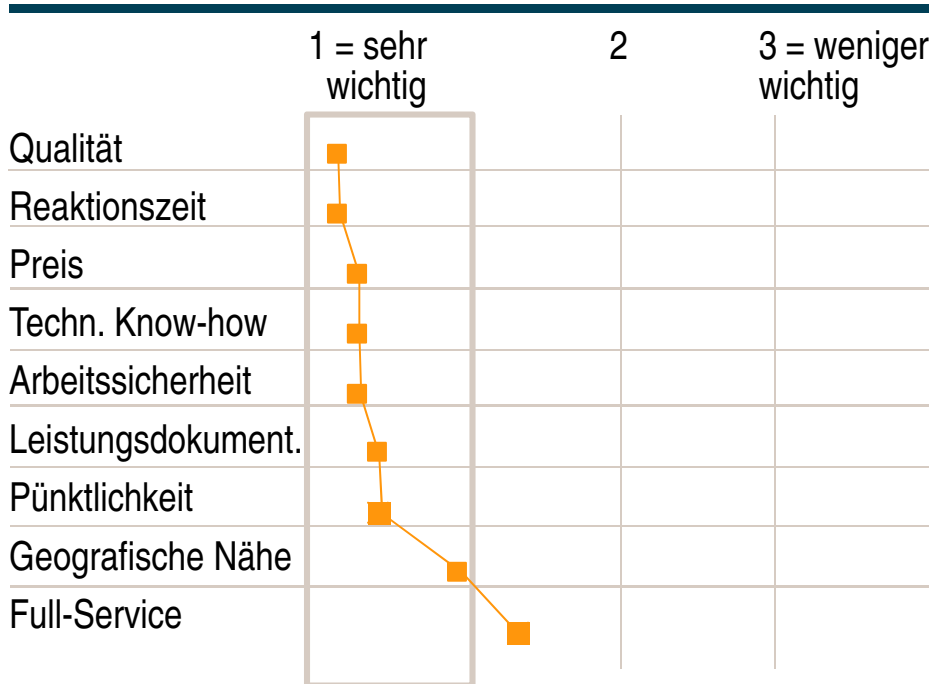 1 = sehr wichtig
2
3 = weniger wichtig
Qualität
Reaktionszeit
Preis
Techn. Know-how
Arbeitssicherheit
Leistungsdokument.
Pünktlichkeit
Geografische Nähe
Full-Service